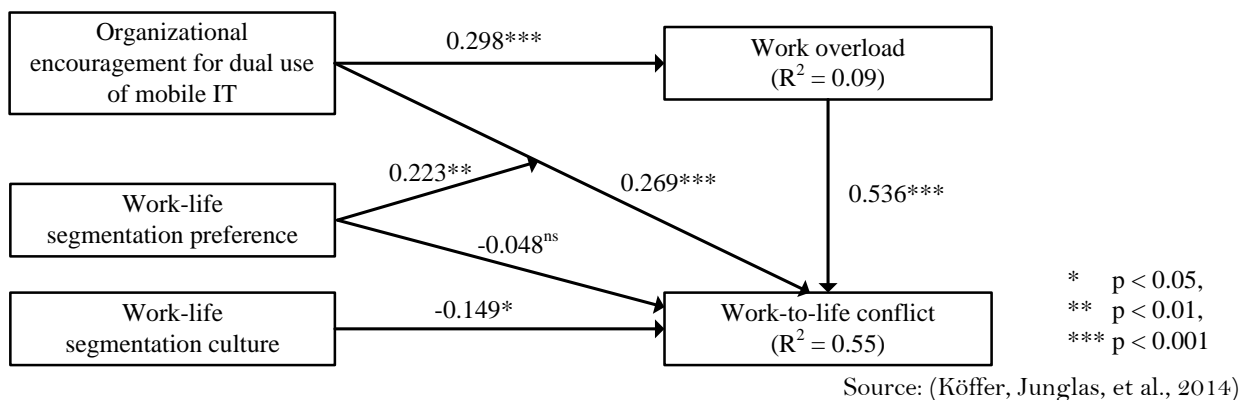 Organizational
encouragement for dual use
of mobile IT
0.298***
Work overload
(R² = 0.09)
0.223**
0.269***
0.536***
Work-life
segmentation preference
-0.048ⁿˢ
Work-life
segmentation culture
-0.149*
Work-to-life conflict
(R² = 0.55)
* p < 0.05,
** p < 0.01,
*** p < 0.001
Source: (Köffer, Junglas, et al., 2014)